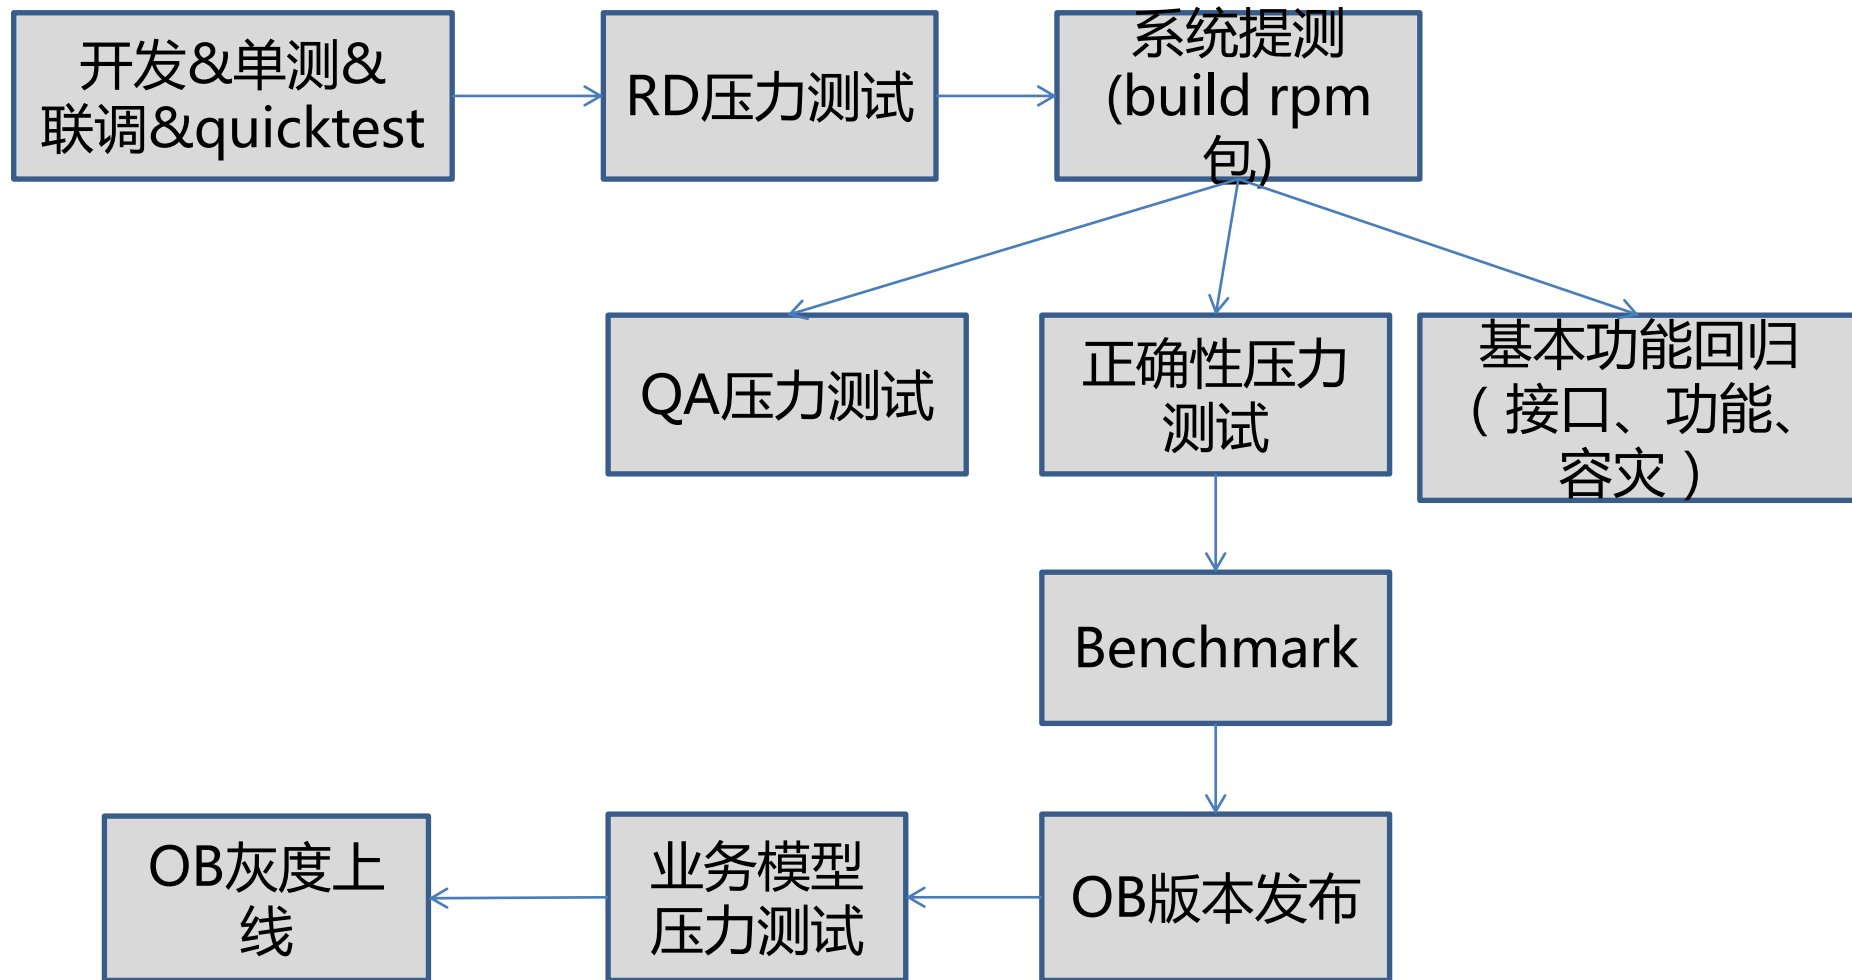 开发&单测&
联调&quicktest
RD压力测试
系统提测
(build rpm
包)
QA压力测试
正确性压力
测试
基本功能回归
（接口、功能、
容灾）
Benchmark
OB灰度上
线
业务模型
压力测试
OB版本发布